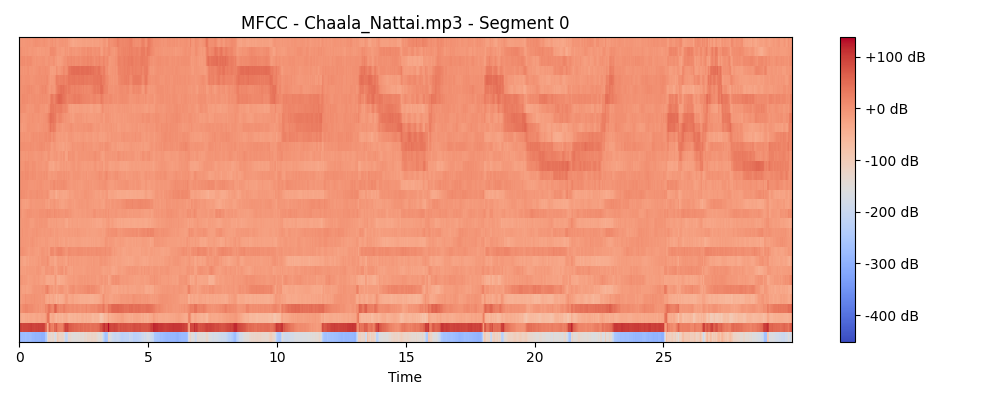 MFCC - Chaala_Nattai.mp3 - Segment 0
+100 dB
+0 dB
-100 dB
-200 dB
-300 dB
-400 dB
0 5 10 15 20 25
Time